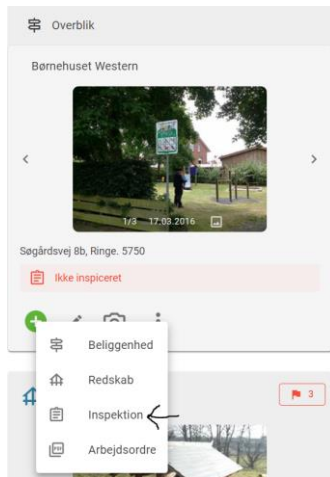 Overblik
Børnehuset Western
1/3 17.03.2016
Søgårdsvej 8b, Ringe. 5750
Ikke inspiceret
Beliggenhed
Redskab
3
Inspektion
Arbejdsordre